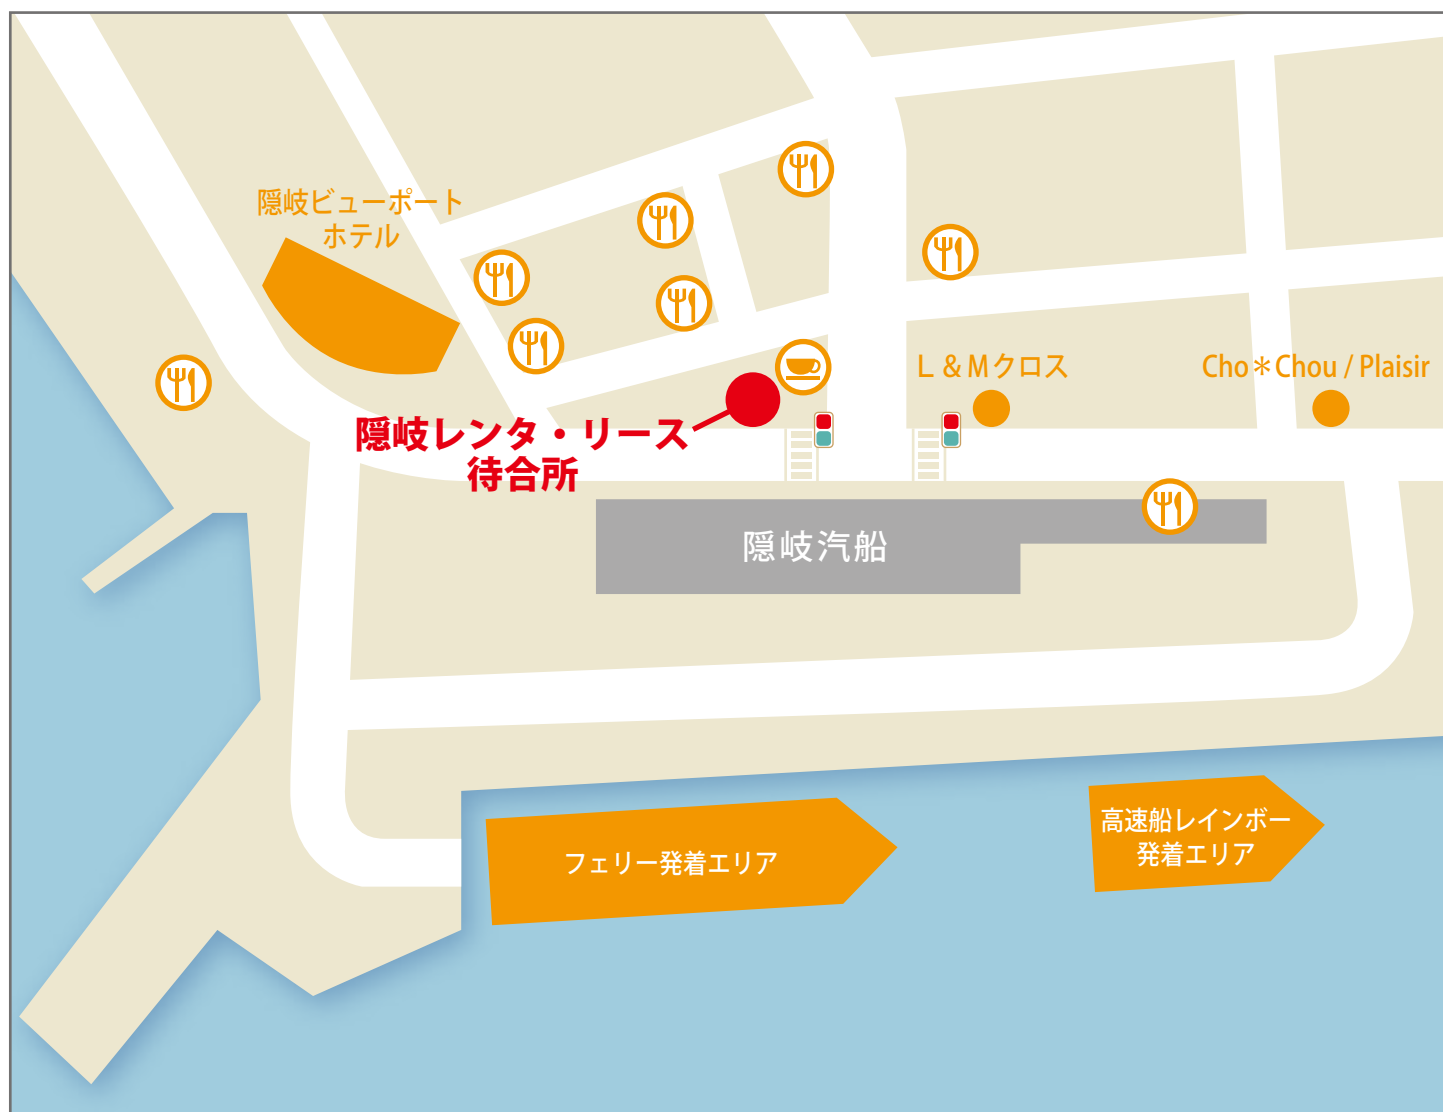 隠岐ビューポート
ホテル
L & Mクロス
Cho＊Chou / Plaisir
隠岐レンタ・リース
待合所
隠岐汽船
フェリー発着エリア
高速船レインボー
発着エリア